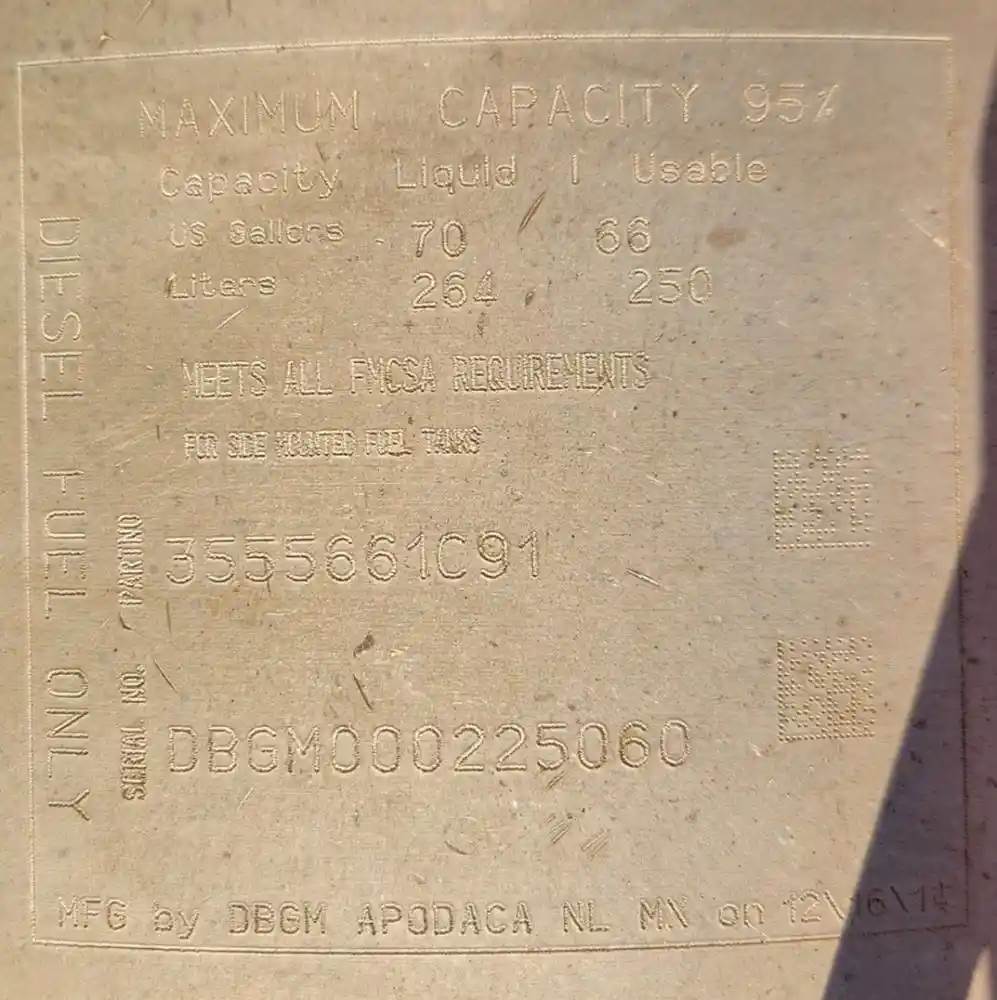 MAXIMUM CAPACITY 95%
Capacity Liquid | Usable
US Gallons 70 66
Liters 264 250
MEETS ALL FMCSA REQUIREMENTS
FOR SIDE MOUNTED FUEL TANKS
PARTNO 3555661C91
SERIAL NO. DBGM000225060
MFG by DBGM APODACA NL MX on 12\16\14
DIESEL FUEL ONLY